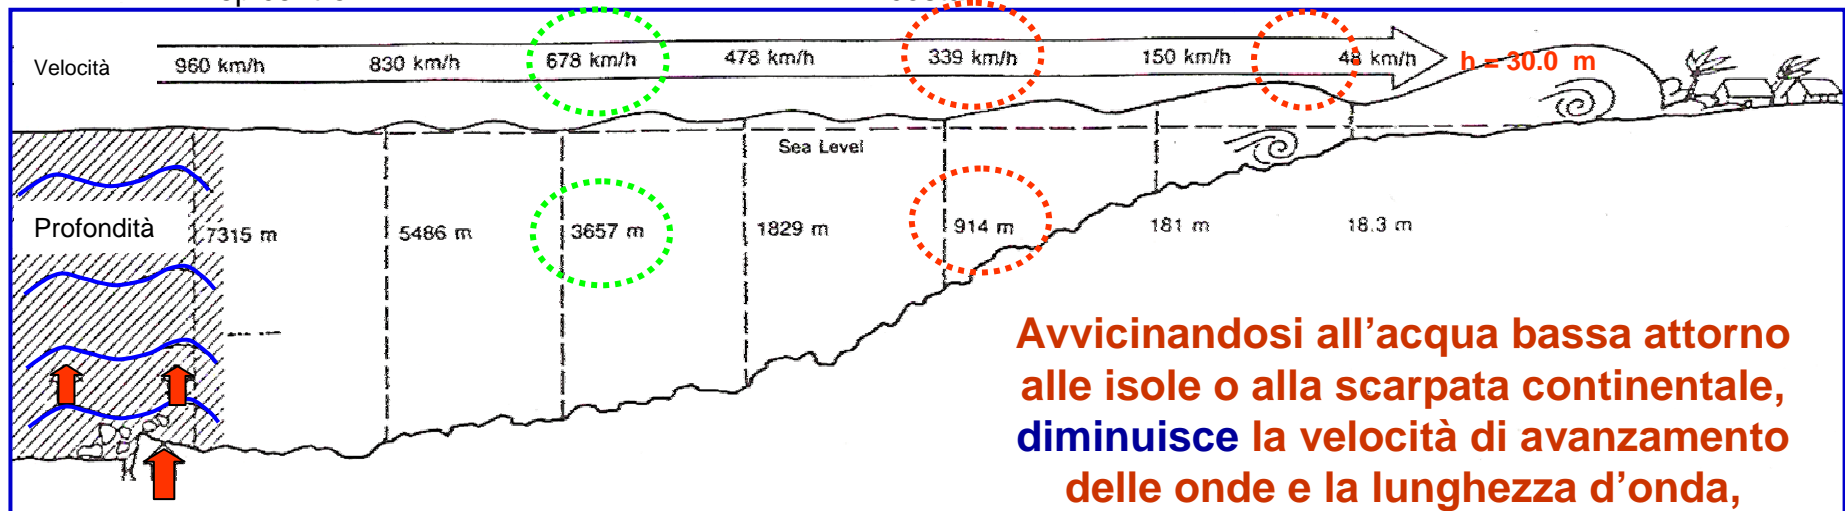 Velocità 960 km/h 830 km/h 678 km/h 478 km/h 339 km/h 150 km/h 48 km/h h = 30.0 m
Sea Level
Profondità 7315 m 5486 m 3657 m 1829 m 914 m 181 m 18.3 m
Avvicinandosi all’acqua bassa attorno
alle isole o alla scarpata continentale,
diminuisce la velocità di avanzamento
delle onde e la lunghezza d’onda,